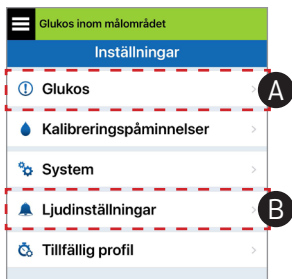 Glukos inom målområdet
Inställningar
Glukos
A
Kalibreringspåminnelser
System
Ljudinställningar
B
Tillfällig profil